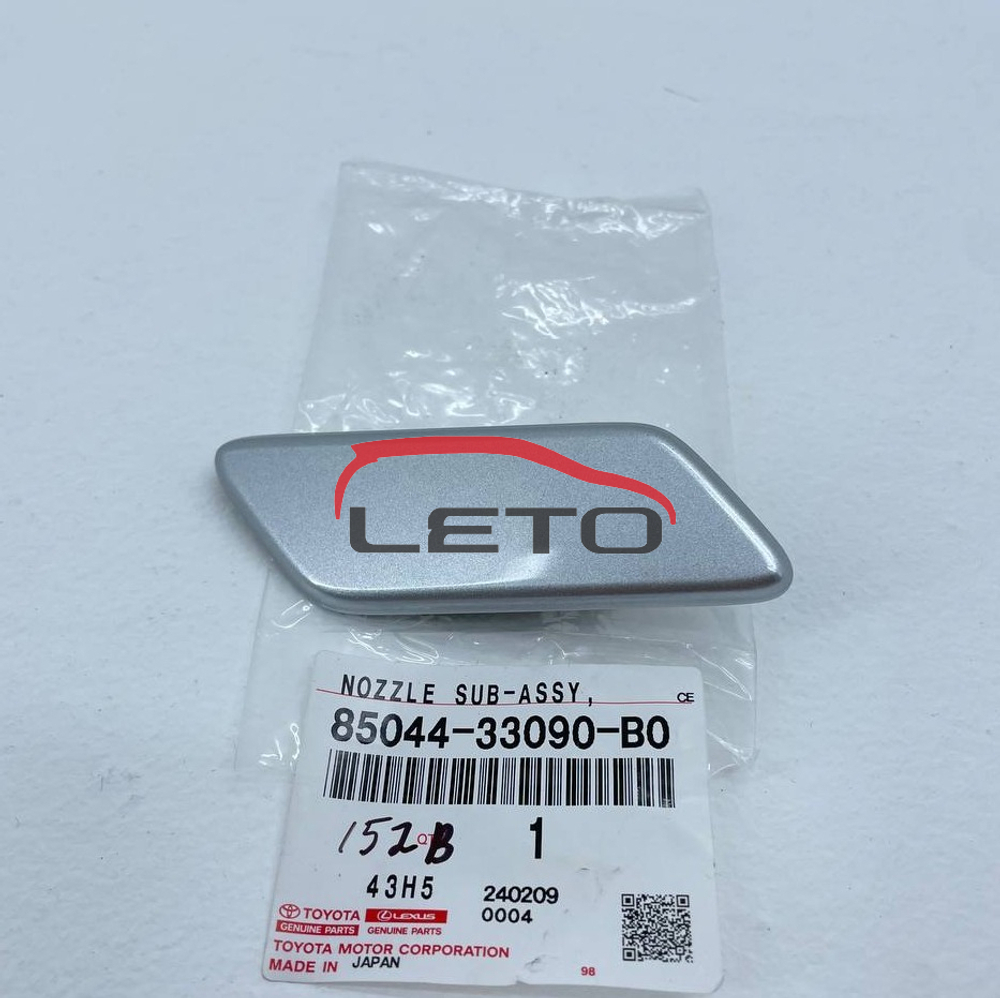 LETO
NOZZLE SUB-ASSY,
CE
85044-33090-B0
152B
QTY
1
43H5
240209
0004
TOYOTA
GENUINE PARTS
LEXUS
GENUINE PARTS
TOYOTA MOTOR CORPORATION
MADE IN JAPAN
98